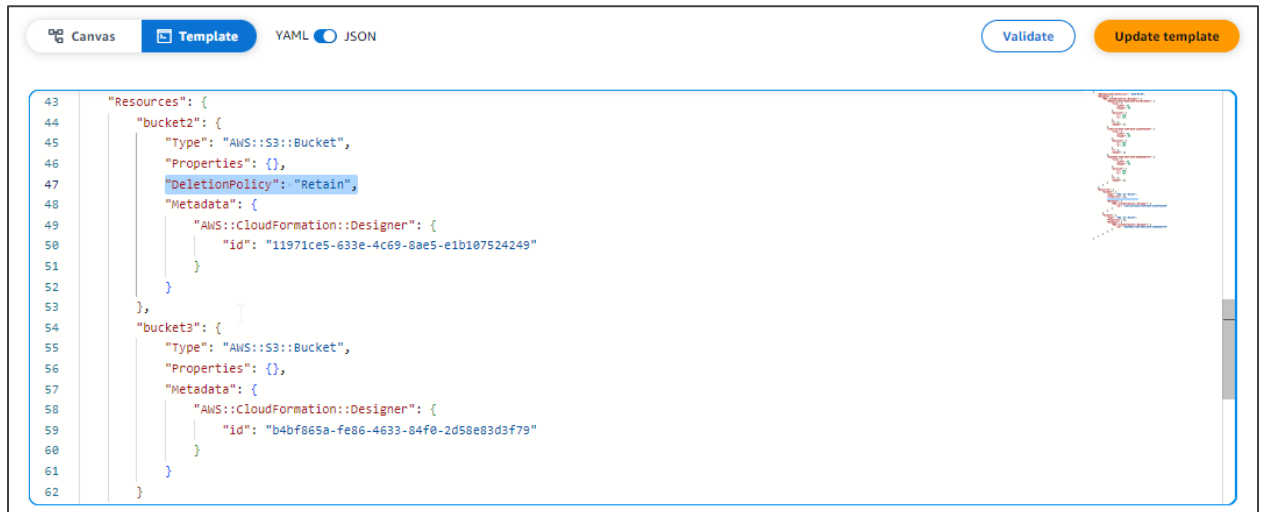 Canvas Template YAML JSON Validate Update template
43 "Resources": {
44 "bucket2": {
45 "Type": "AWS::S3::Bucket",
46 "Properties": {},
47 "DeletionPolicy": "Retain",
48 "Metadata": {
49 "AWS::CloudFormation::Designer": {
50 "id": "11971ce5-633e-4c69-8ae5-e1b107524249"
51 }
52 }
53 },
54 "bucket3": {
55 "Type": "AWS::S3::Bucket",
56 "Properties": {},
57 "Metadata": {
58 "AWS::CloudFormation::Designer": {
59 "id": "b4bf865a-fe86-4633-84f0-2d58e83d3f79"
60 }
61 }
62 }